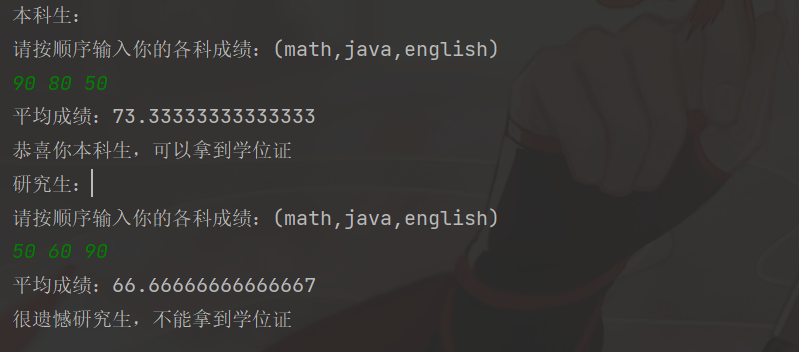 本科生：
请按顺序输入你的各科成绩：(math,java,english)
90 80 50
平均成绩：73.33333333333333
恭喜你本科生，可以拿到学位证
研究生：
请按顺序输入你的各科成绩：(math,java,english)
50 60 90
平均成绩：66.66666666666667
很遗憾研究生，不能拿到学位证